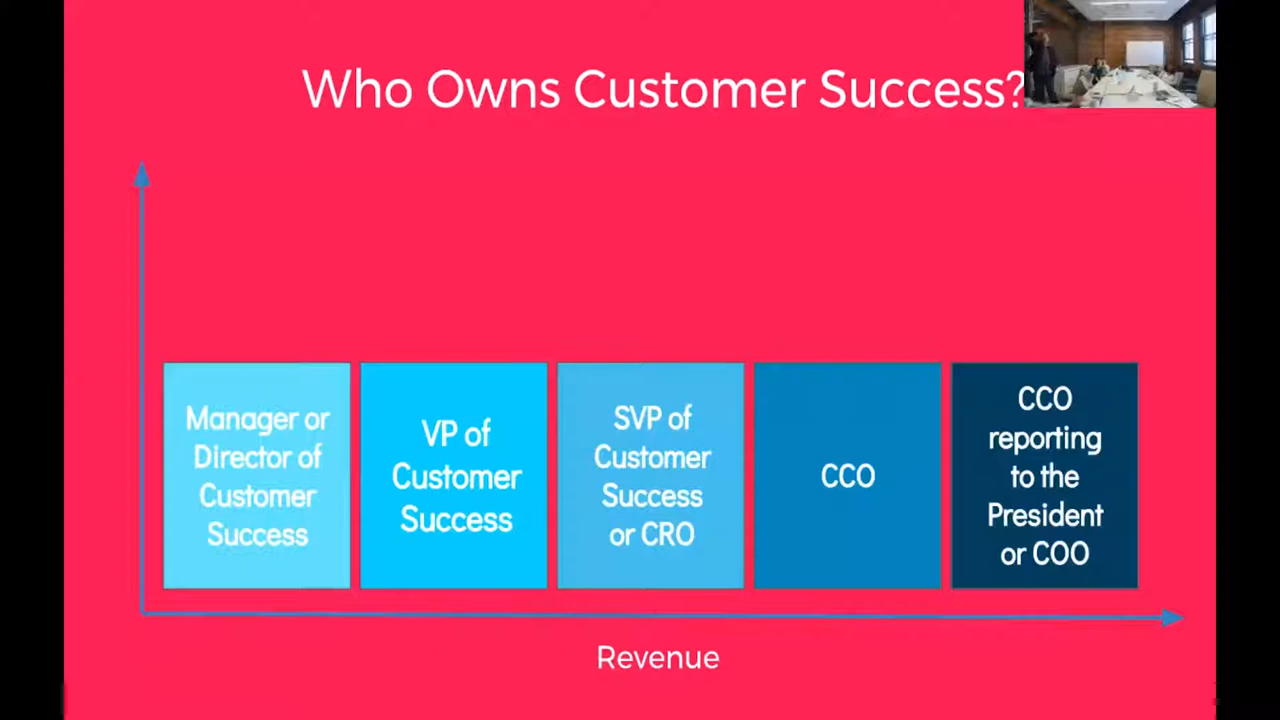 Who Owns Customer Success?
Manager or
Director of
Customer
Success
VP of
Customer
Success
SVP of
Customer
Success
or CRO
CCO
CCO
reporting
to the
President
or COO
Revenue